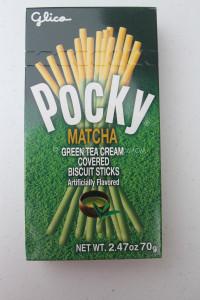 Glico
POCKY
MATCHA
GREEN TEA CREAM
COVERED
BISCUIT STICKS
Artificially Flavored
NET WT. 2.47oz 70g